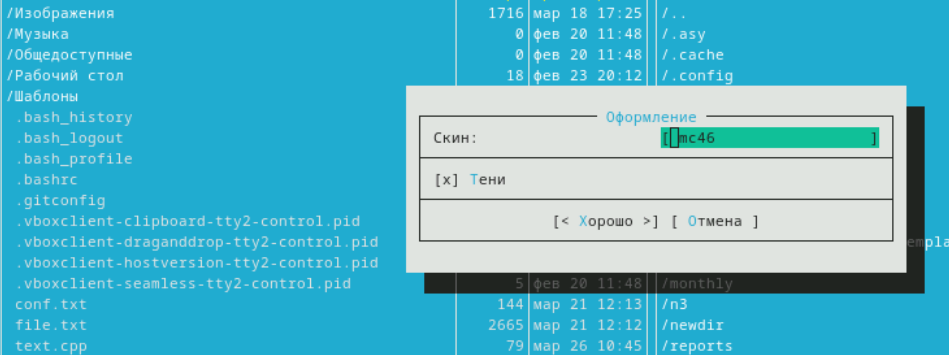 /Изображения 1716 мар 18 17:25 /..
/Музыка 0 фев 20 11:48 /.asy
/Общедоступные 0 фев 20 11:48 /.cache
/Рабочий стол 18 фев 23 20:12 /.config
/Шаблоны
.bash_history
Оформление
.bash_logout
Скин: [ mc46 ]
.bash_profile
.bashrc
[x] Тени
.gitconfig
.vboxclient-clipboard-tty2-control.pid
[< Хорошо >] [ Отмена ]
.vboxclient-draganddrop-tty2-control.pid
.vboxclient-hostversion-tty2-control.pid
.vboxclient-seamless-tty2-control.pid 5 фев 20 11:48 /monthly
conf.txt 144 мар 21 12:13 /n3
file.txt 2665 мар 21 12:12 /newdir
text.cpp 79 мар 26 10:45 /reports